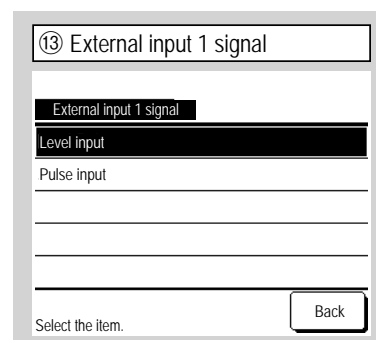 ⑬ External input 1 signal
External input 1 signal
Level input
Pulse input
Select the item.
Back